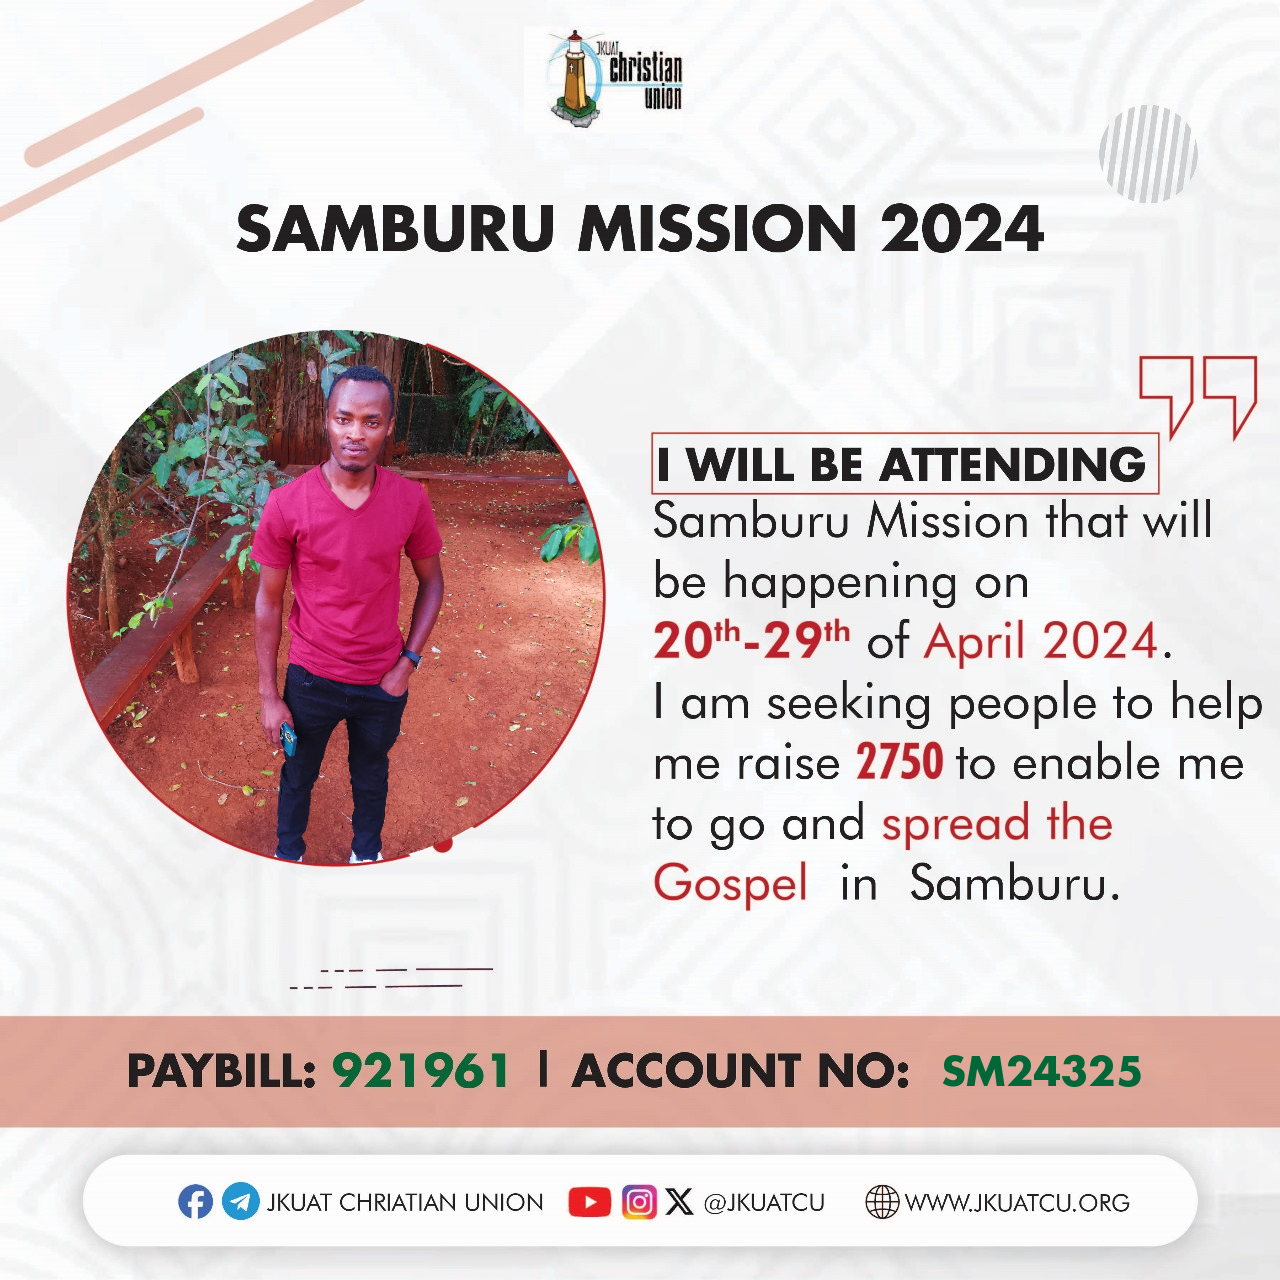 JKUAT
christian
union
SAMBURU MISSION 2024
I WILL BE ATTENDING
Samburu Mission that will
be happening on
20th-29th of April 2024.
I am seeking people to help
me raise 2750 to enable me
to go and spread the
Gospel in Samburu.
PAYBILL: 921961 | ACCOUNT NO: SM24325
JKUAT CHRIATIAN UNION @JKUATCU WWW.JKUATCU.ORG